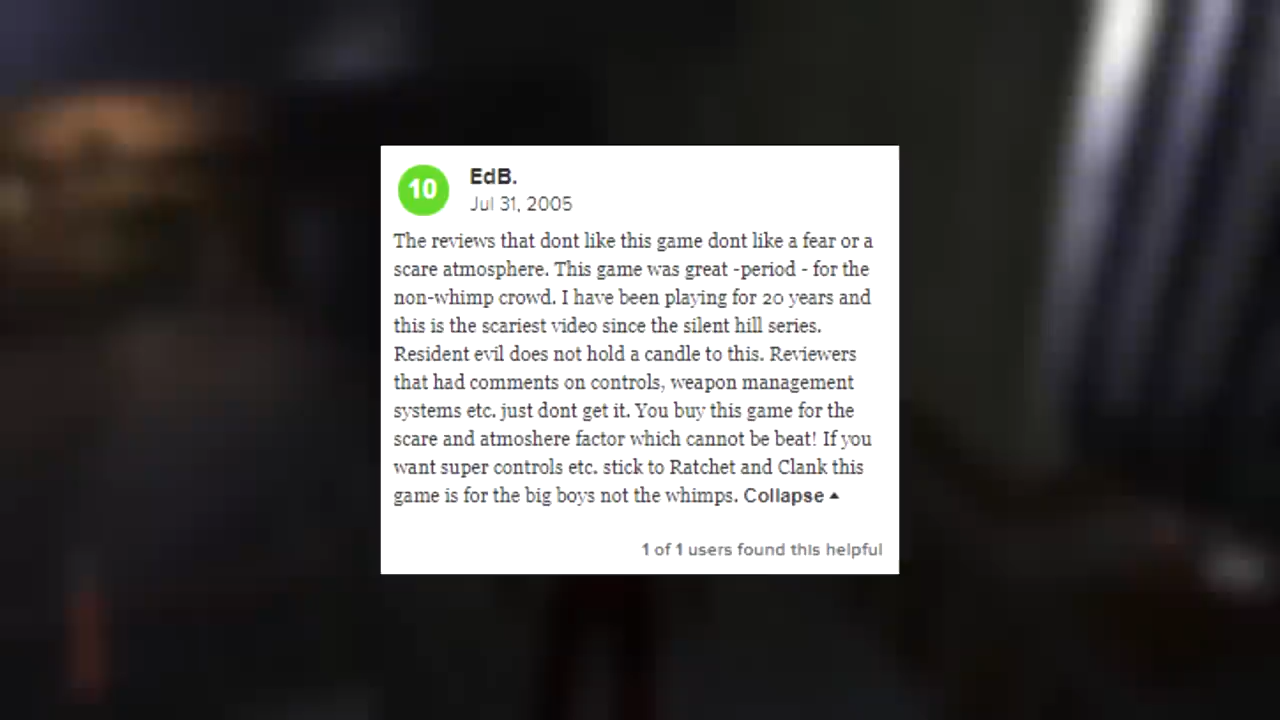 10
EdB.
Jul 31, 2005
The reviews that dont like this game dont like a fear or a
scare atmosphere. This game was great -period - for the
non-whimp crowd. I have been playing for 20 years and
this is the scariest video since the silent hill series.
Resident evil does not hold a candle to this. Reviewers
that had comments on controls, weapon management
systems etc. just dont get it. You buy this game for the
scare and atmoshere factor which cannot be beat! If you
want super controls etc. stick to Ratchet and Clank this
game is for the big boys not the whimps. Collapse ▲
1 of 1 users found this helpful